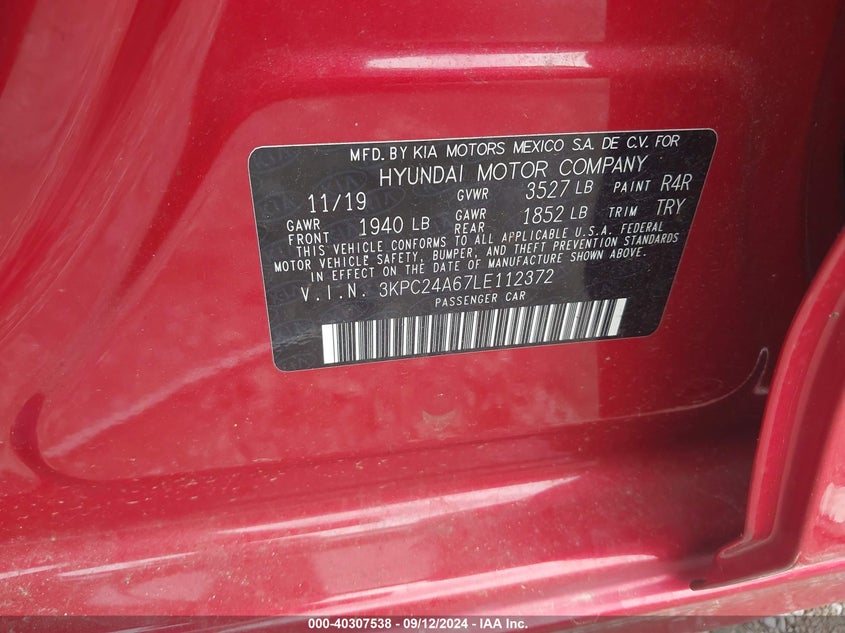 MFD. BY KIA MOTORS MEXICO S.A. DE C.V. FOR
HYUNDAI MOTOR COMPANY
11/19 GVWR 3527 LB PAINT R4R
GAWR FRONT 1940 LB GAWR REAR 1852 LB TRIM TRY
THIS VEHICLE CONFORMS TO ALL APPLICABLE U.S.A. FEDERAL
MOTOR VEHICLE SAFETY, BUMPER, AND THEFT PREVENTION STANDARDS
IN EFFECT ON THE DATE OF MANUFACTURE SHOWN ABOVE.
V.I.N. 3KPC24A67LE112372
PASSENGER CAR
000-40307538 - 09/12/2024 - IAA Inc.